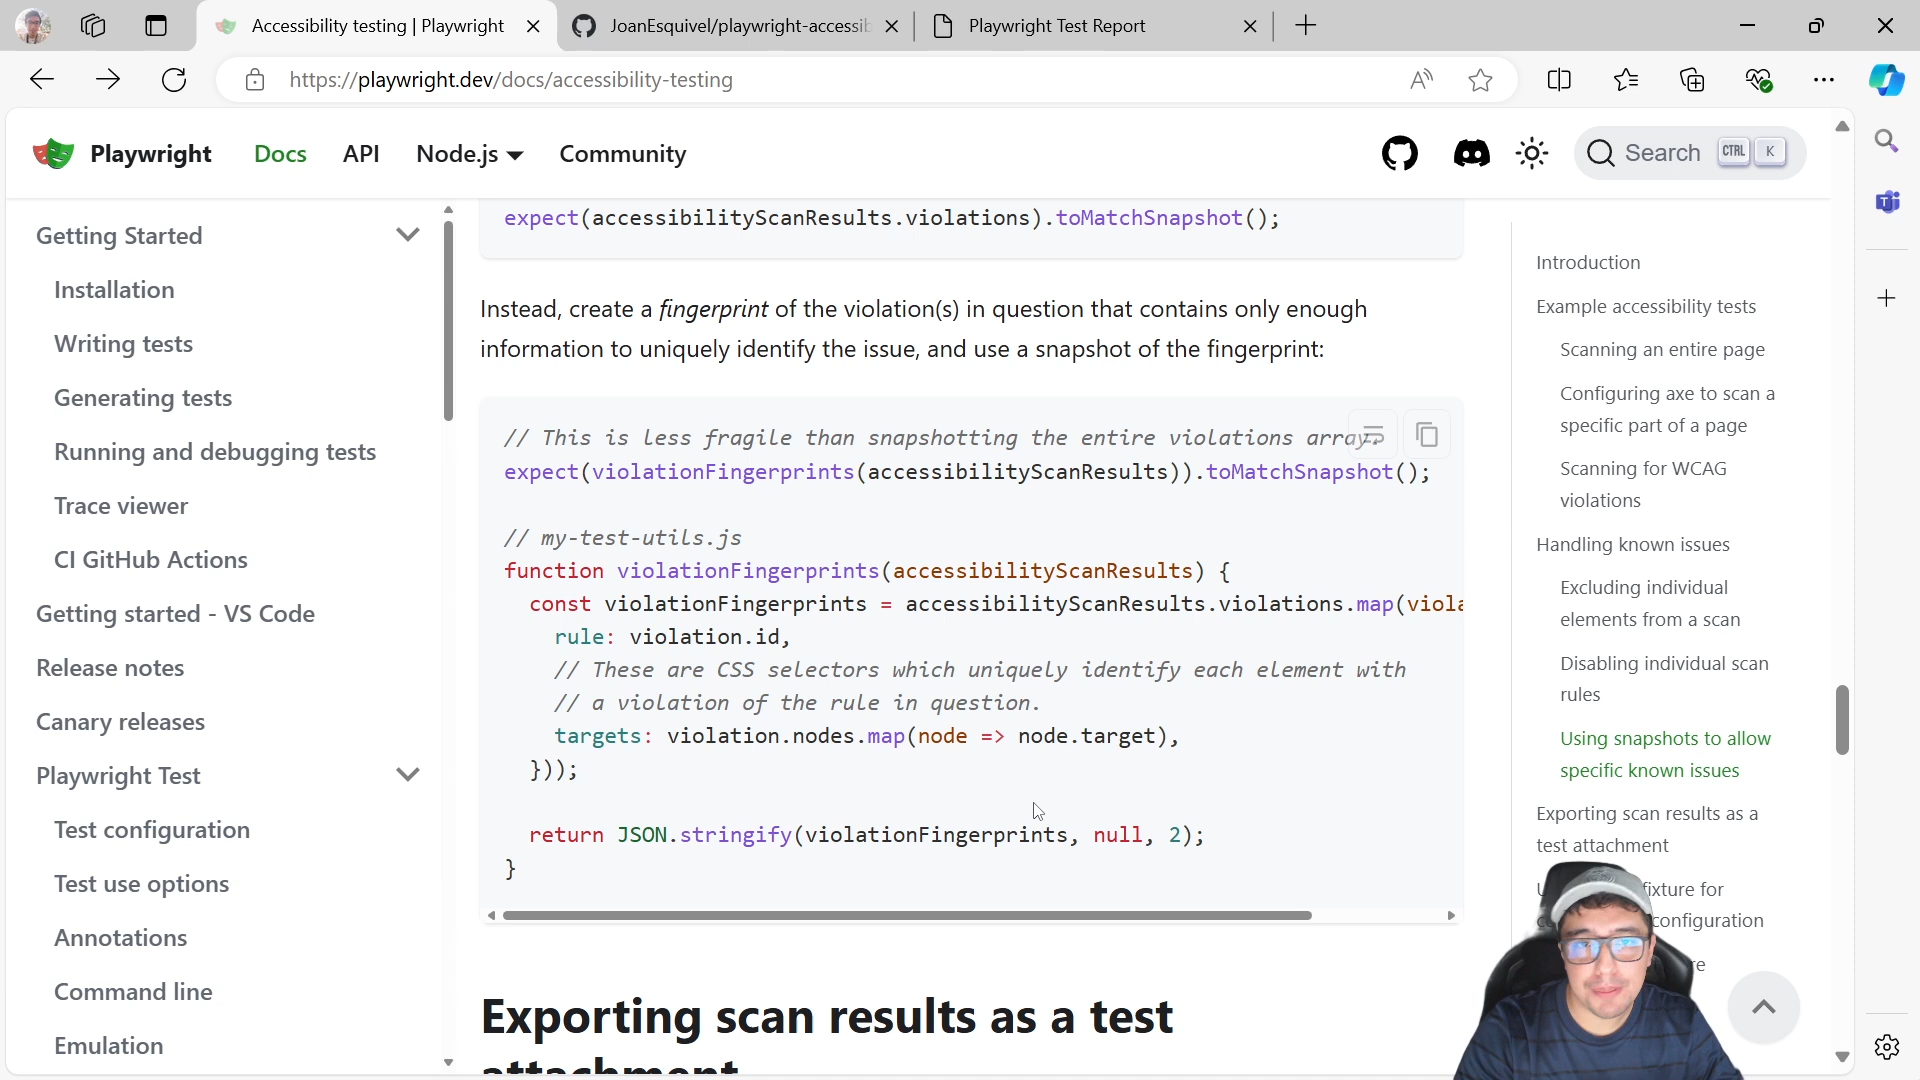 Accessibility testing | Playwright
JoanEsquivel/playwright-accessib
Playwright Test Report
https://playwright.dev/docs/accessibility-testing
Playwright
Docs
API
Node.js
Community
Search
CTRL
K
Getting Started
Installation
Writing tests
Generating tests
Running and debugging tests
Trace viewer
CI GitHub Actions
Getting started - VS Code
Release notes
Canary releases
Playwright Test
Test configuration
Test use options
Annotations
Command line
Emulation
expect(accessibilityScanResults.violations).toMatchSnapshot();
Instead, create a fingerprint of the violation(s) in question that contains only enough
information to uniquely identify the issue, and use a snapshot of the fingerprint:
// This is less fragile than snapshotting the entire violations array.
expect(violationFingerprints(accessibilityScanResults)).toMatchSnapshot();
// my-test-utils.js
function violationFingerprints(accessibilityScanResults) {
const violationFingerprints = accessibilityScanResults.violations.map(viola
rule: violation.id,
// These are CSS selectors which uniquely identify each element with
// a violation of the rule in question.
targets: violation.nodes.map(node => node.target),
}));
return JSON.stringify(violationFingerprints, null, 2);
}
Exporting scan results as a test
attachment
Introduction
Example accessibility tests
Scanning an entire page
Configuring axe to scan a
specific part of a page
Scanning for WCAG
violations
Handling known issues
Excluding individual
elements from a scan
Disabling individual scan
rules
Using snapshots to allow
specific known issues
Exporting scan results as a
test attachment
fixture for
configuration
re